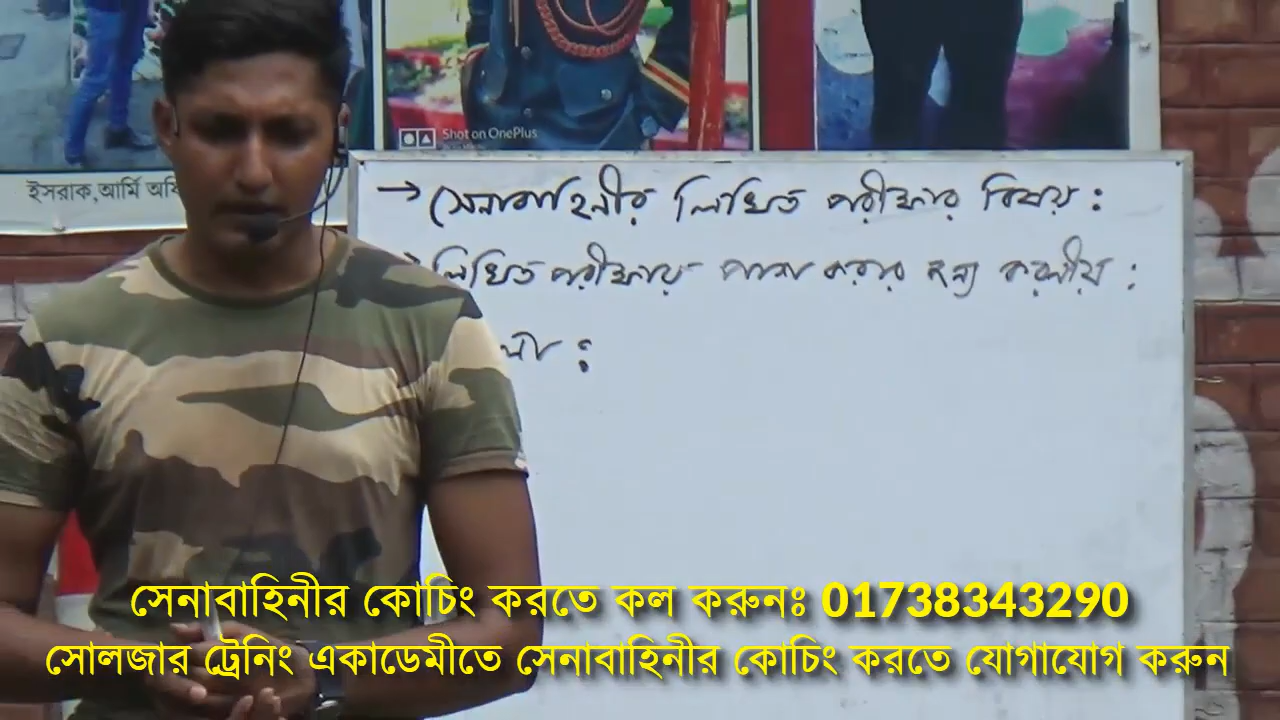 Shot on OnePlus
ইসরাক,আর্মি
→ সেনাবাহিনীর লিখিত পরীক্ষার বিষয় :
লিখিত পরীক্ষায় পাশ করার জন্য করণীয় :
:
সেনাবাহিনীর কোচিং করতে কল করুনঃ 01738343290
সোলজার ট্রেনিং একাডেমীতে সেনাবাহিনীর কোচিং করতে যোগাযোগ করুন